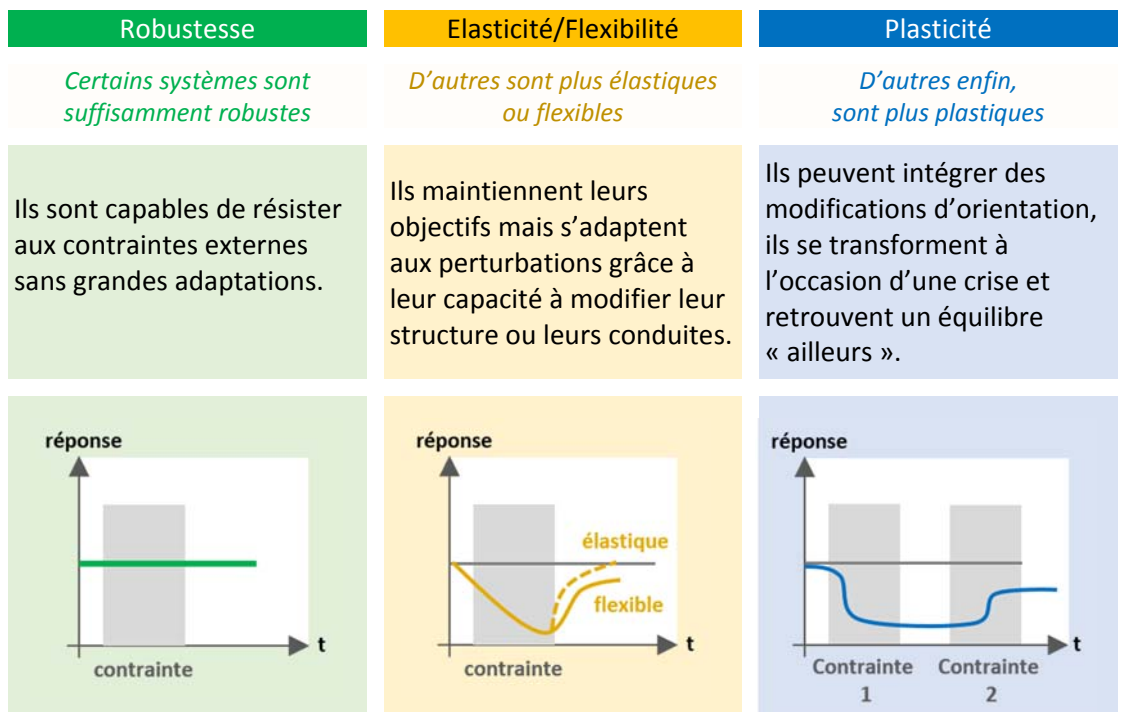 Robustesse
Certains systèmes sont
suffisamment robustes
Ils sont capables de résister
aux contraintes externes
sans grandes adaptations.
réponse
t
contrainte
Elasticité/Flexibilité
D'autres sont plus élastiques
ou flexibles
Ils maintiennent leurs
objectifs mais s'adaptent
aux perturbations grâce à
leur capacité à modifier leur
structure ou leurs conduites.
réponse
élastique
flexible
t
contrainte
Plasticité
D'autres enfin,
sont plus plastiques
Ils peuvent intégrer des
modifications d'orientation,
ils se transforment à
l'occasion d'une crise et
retrouvent un équilibre
« ailleurs ».
réponse
t
Contrainte
1
Contrainte
2